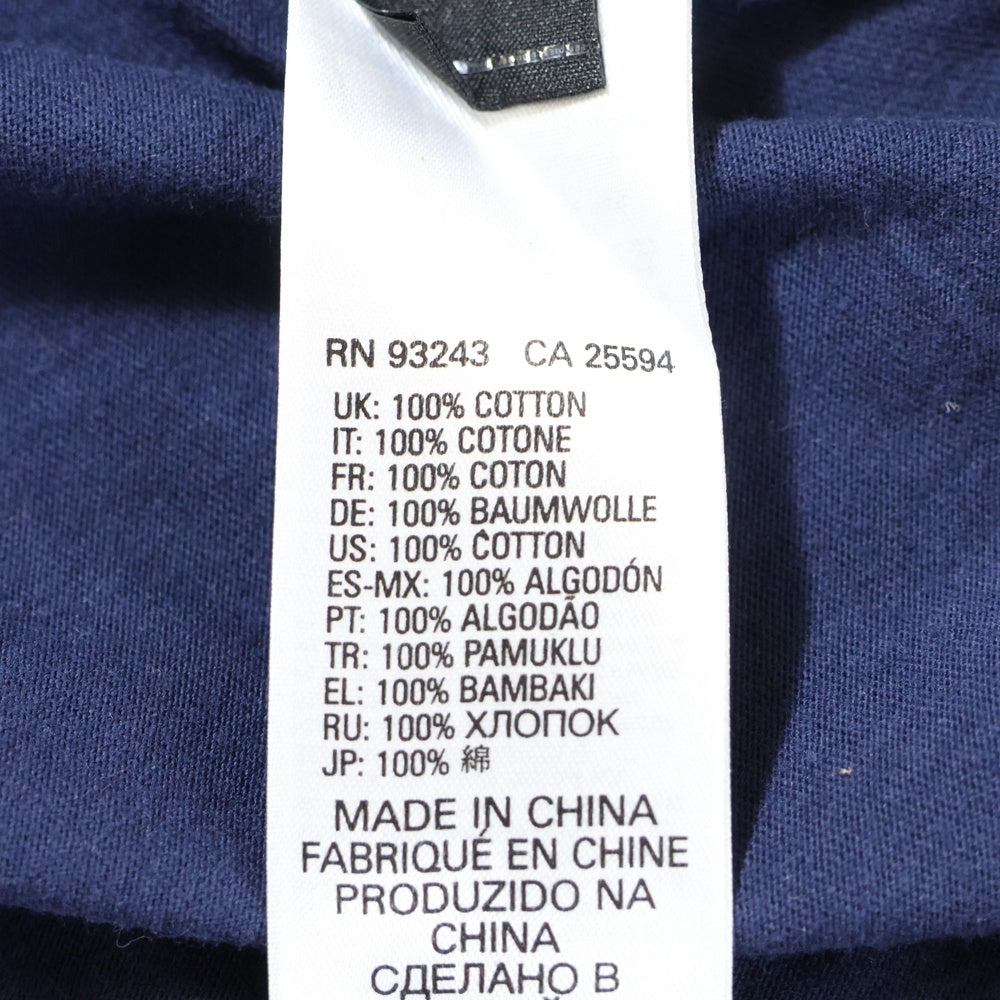 RN 93243 CA 25594
UK: 100% COTTON
IT: 100% COTONE
FR: 100% COTON
DE: 100% BAUMWOLLE
US: 100% COTTON
ES-MX: 100% ALGODÓN
PT: 100% ALGODÃO
TR: 100% PAMUKLU
EL: 100% BAMBAKI
RU: 100% ХЛОПОК
JP: 100% 綿
MADE IN CHINA
FABRIQUÉ EN CHINE
PRODUZIDO NA
CHINA
СДЕЛАНО В